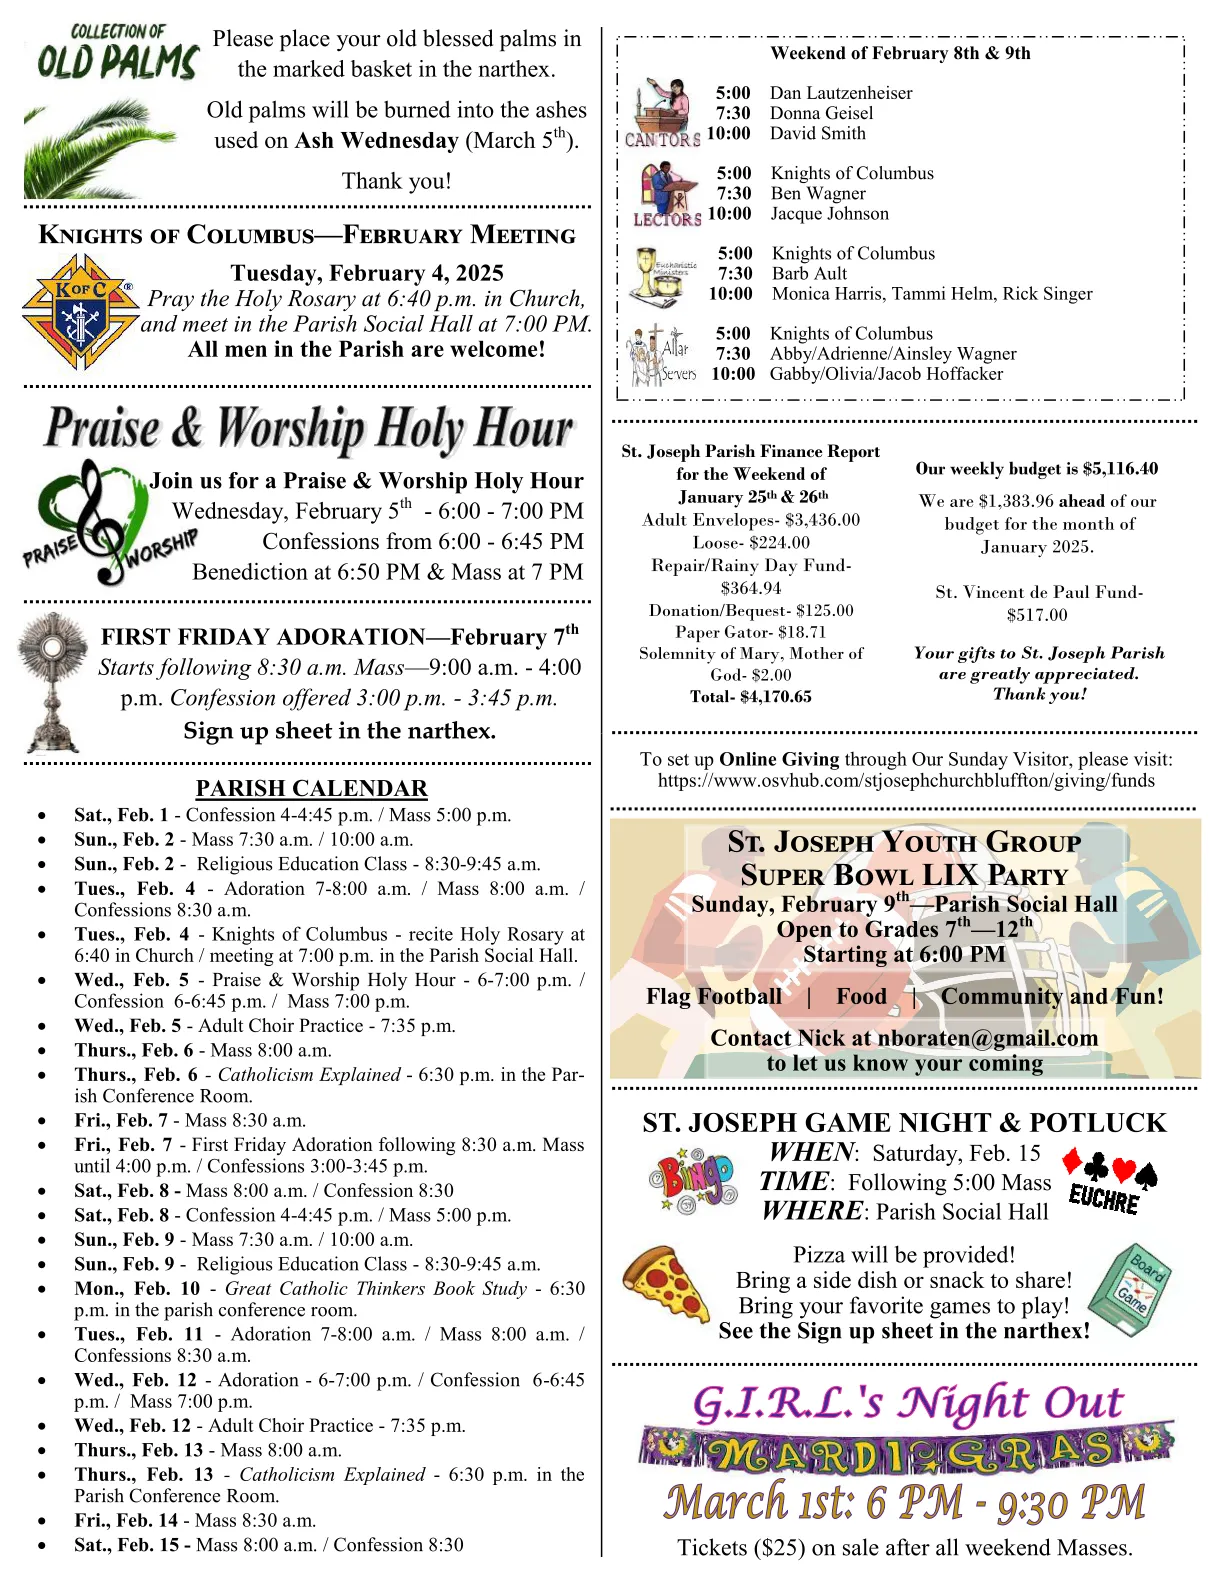 COLLECTION OF
OLD PALMS
Please place your old blessed palms in
the marked basket in the narthex.
Old palms will be burned into the ashes
used on Ash Wednesday (March 5th).
Thank you!
KNIGHTS OF COLUMBUS—FEBRUARY MEETING
K OF C ®
Tuesday, February 4, 2025
Pray the Holy Rosary at 6:40 p.m. in Church,
and meet in the Parish Social Hall at 7:00 PM.
All men in the Parish are welcome!
Praise & Worship Holy Hour
PRAISE WORSHIP
Join us for a Praise & Worship Holy Hour
Wednesday, February 5th - 6:00 - 7:00 PM
Confessions from 6:00 - 6:45 PM
Benediction at 6:50 PM & Mass at 7 PM
FIRST FRIDAY ADORATION—February 7th
Starts following 8:30 a.m. Mass—9:00 a.m. - 4:00
p.m. Confession offered 3:00 p.m. - 3:45 p.m.
Sign up sheet in the narthex.
PARISH CALENDAR
• Sat., Feb. 1 - Confession 4-4:45 p.m. / Mass 5:00 p.m.
• Sun., Feb. 2 - Mass 7:30 a.m. / 10:00 a.m.
• Sun., Feb. 2 - Religious Education Class - 8:30-9:45 a.m.
• Tues., Feb. 4 - Adoration 7-8:00 a.m. / Mass 8:00 a.m. /
Confessions 8:30 a.m.
• Tues., Feb. 4 - Knights of Columbus - recite Holy Rosary at
6:40 in Church / meeting at 7:00 p.m. in the Parish Social Hall.
• Wed., Feb. 5 - Praise & Worship Holy Hour - 6-7:00 p.m. /
Confession 6-6:45 p.m. / Mass 7:00 p.m.
• Wed., Feb. 5 - Adult Choir Practice - 7:35 p.m.
• Thurs., Feb. 6 - Mass 8:00 a.m.
• Thurs., Feb. 6 - Catholicism Explained - 6:30 p.m. in the Par-
ish Conference Room.
• Fri., Feb. 7 - Mass 8:30 a.m.
• Fri., Feb. 7 - First Friday Adoration following 8:30 a.m. Mass
until 4:00 p.m. / Confessions 3:00-3:45 p.m.
• Sat., Feb. 8 - Mass 8:00 a.m. / Confession 8:30
• Sat., Feb. 8 - Confession 4-4:45 p.m. / Mass 5:00 p.m.
• Sun., Feb. 9 - Mass 7:30 a.m. / 10:00 a.m.
• Sun., Feb. 9 - Religious Education Class - 8:30-9:45 a.m.
• Mon., Feb. 10 - Great Catholic Thinkers Book Study - 6:30
p.m. in the parish conference room.
• Tues., Feb. 11 - Adoration 7-8:00 a.m. / Mass 8:00 a.m. /
Confessions 8:30 a.m.
• Wed., Feb. 12 - Adoration - 6-7:00 p.m. / Confession 6-6:45
p.m. / Mass 7:00 p.m.
• Wed., Feb. 12 - Adult Choir Practice - 7:35 p.m.
• Thurs., Feb. 13 - Mass 8:00 a.m.
• Thurs., Feb. 13 - Catholicism Explained - 6:30 p.m. in the
Parish Conference Room.
• Fri., Feb. 14 - Mass 8:30 a.m.
• Sat., Feb. 15 - Mass 8:00 a.m. / Confession 8:30
Weekend of February 8th & 9th
CANTORS
5:00 Dan Lautzenheiser
7:30 Donna Geisel
10:00 David Smith
LECTORS
5:00 Knights of Columbus
7:30 Ben Wagner
10:00 Jacque Johnson
Eucharistic
Ministers
5:00 Knights of Columbus
7:30 Barb Ault
10:00 Monica Harris, Tammi Helm, Rick Singer
Altar
Servers
5:00 Knights of Columbus
7:30 Abby/Adrienne/Ainsley Wagner
10:00 Gabby/Olivia/Jacob Hoffacker
St. Joseph Parish Finance Report
for the Weekend of
January 25th & 26th
Adult Envelopes- $3,436.00
Loose- $224.00
Repair/Rainy Day Fund-
$364.94
Donation/Bequest- $125.00
Paper Gator- $18.71
Solemnity of Mary, Mother of
God- $2.00
Total- $4,170.65
Our weekly budget is $5,116.40
We are $1,383.96 ahead of our
budget for the month of
January 2025.
St. Vincent de Paul Fund-
$517.00
Your gifts to St. Joseph Parish
are greatly appreciated.
Thank you!
To set up Online Giving through Our Sunday Visitor, please visit:
https://www.osvhub.com/stjosephchurchbluffton/giving/funds
ST. JOSEPH YOUTH GROUP
SUPER BOWL LIX PARTY
Sunday, February 9th—Parish Social Hall
Open to Grades 7th—12th
Starting at 6:00 PM
Flag Football | Food | Community and Fun!
Contact Nick at nboraten@gmail.com
to let us know your coming
ST. JOSEPH GAME NIGHT & POTLUCK
BINGO
WHEN: Saturday, Feb. 15
TIME: Following 5:00 Mass
WHERE: Parish Social Hall
EUCHRE
Pizza will be provided!
Bring a side dish or snack to share!
Bring your favorite games to play!
See the Sign up sheet in the narthex!
Board
Game
G.I.R.L.'s Night Out
MARDI GRAS
March 1st: 6 PM - 9:30 PM
Tickets ($25) on sale after all weekend Masses.